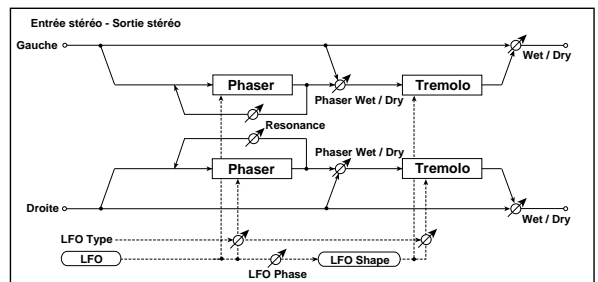 Entrée stéréo - Sortie stéréo
Gauche
Wet / Dry
Phaser
Tremolo
Phaser Wet / Dry
Resonance
Phaser Wet / Dry
Phaser
Tremolo
Droite
Wet / Dry
LFO Type
LFO
LFO Shape
LFO Phase